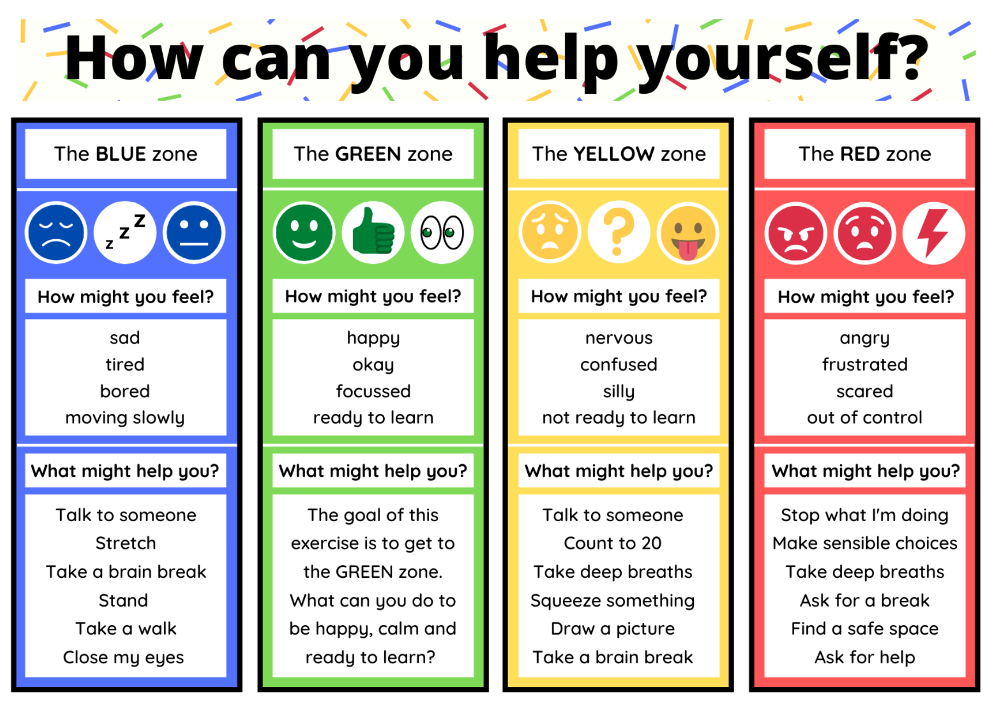 How can you help yourself?
The BLUE zone
z z z
How might you feel?
sad
tired
bored
moving slowly
What might help you?
Talk to someone
Stretch
Take a brain break
Stand
Take a walk
Close my eyes
The GREEN zone
How might you feel?
happy
okay
focussed
ready to learn
What might help you?
The goal of this
exercise is to get to
the GREEN zone.
What can you do to
be happy, calm and
ready to learn?
The YELLOW zone
?
How might you feel?
nervous
confused
silly
not ready to learn
What might help you?
Talk to someone
Count to 20
Take deep breaths
Squeeze something
Draw a picture
Take a brain break
The RED zone
How might you feel?
angry
frustrated
scared
out of control
What might help you?
Stop what I'm doing
Make sensible choices
Take deep breaths
Ask for a break
Find a safe space
Ask for help